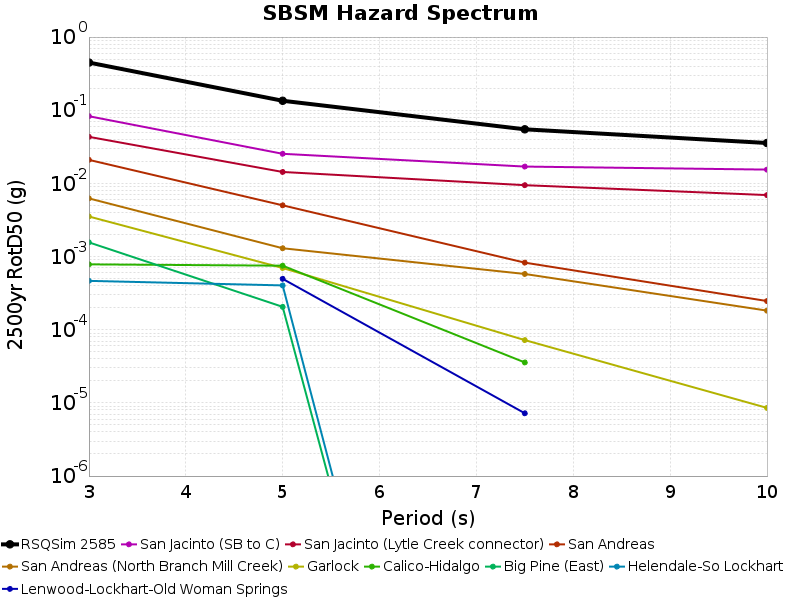 SBSM Hazard Spectrum
2500yr RotD50 (g)
10^0
10^-1
10^-2
10^-3
10^-4
10^-5
10^-6
3 4 5 6 7 8 9 10
Period (s)
RSQSim 2585 San Jacinto (SB to C) San Jacinto (Lytle Creek connector) San Andreas
San Andreas (North Branch Mill Creek) Garlock Calico-Hidalgo Big Pine (East) Helendale-So Lockhart
Lenwood-Lockhart-Old Woman Springs